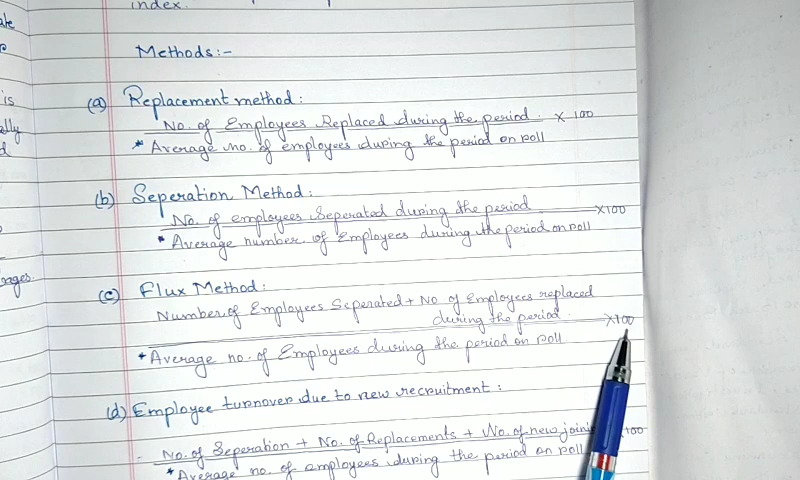 index.
Methods:-
(a) Replacement method:
No. of Employees Replaced during the period. X 100
* Average no. of employees during the period on roll
(b) Seperation Method:
No. of employees Seperated during the period X100
* Average number of Employees during the period on roll
(c) Flux Method:
Number of Employees Seperated + No of Employees replaced
during the period. X100
* Average no. of Employees during the period on roll
(d) Employee turnover due to new recruitment:
No. of Seperation + No. of Replacements + No. of new joini 100
* Average no. of employees during the period on roll